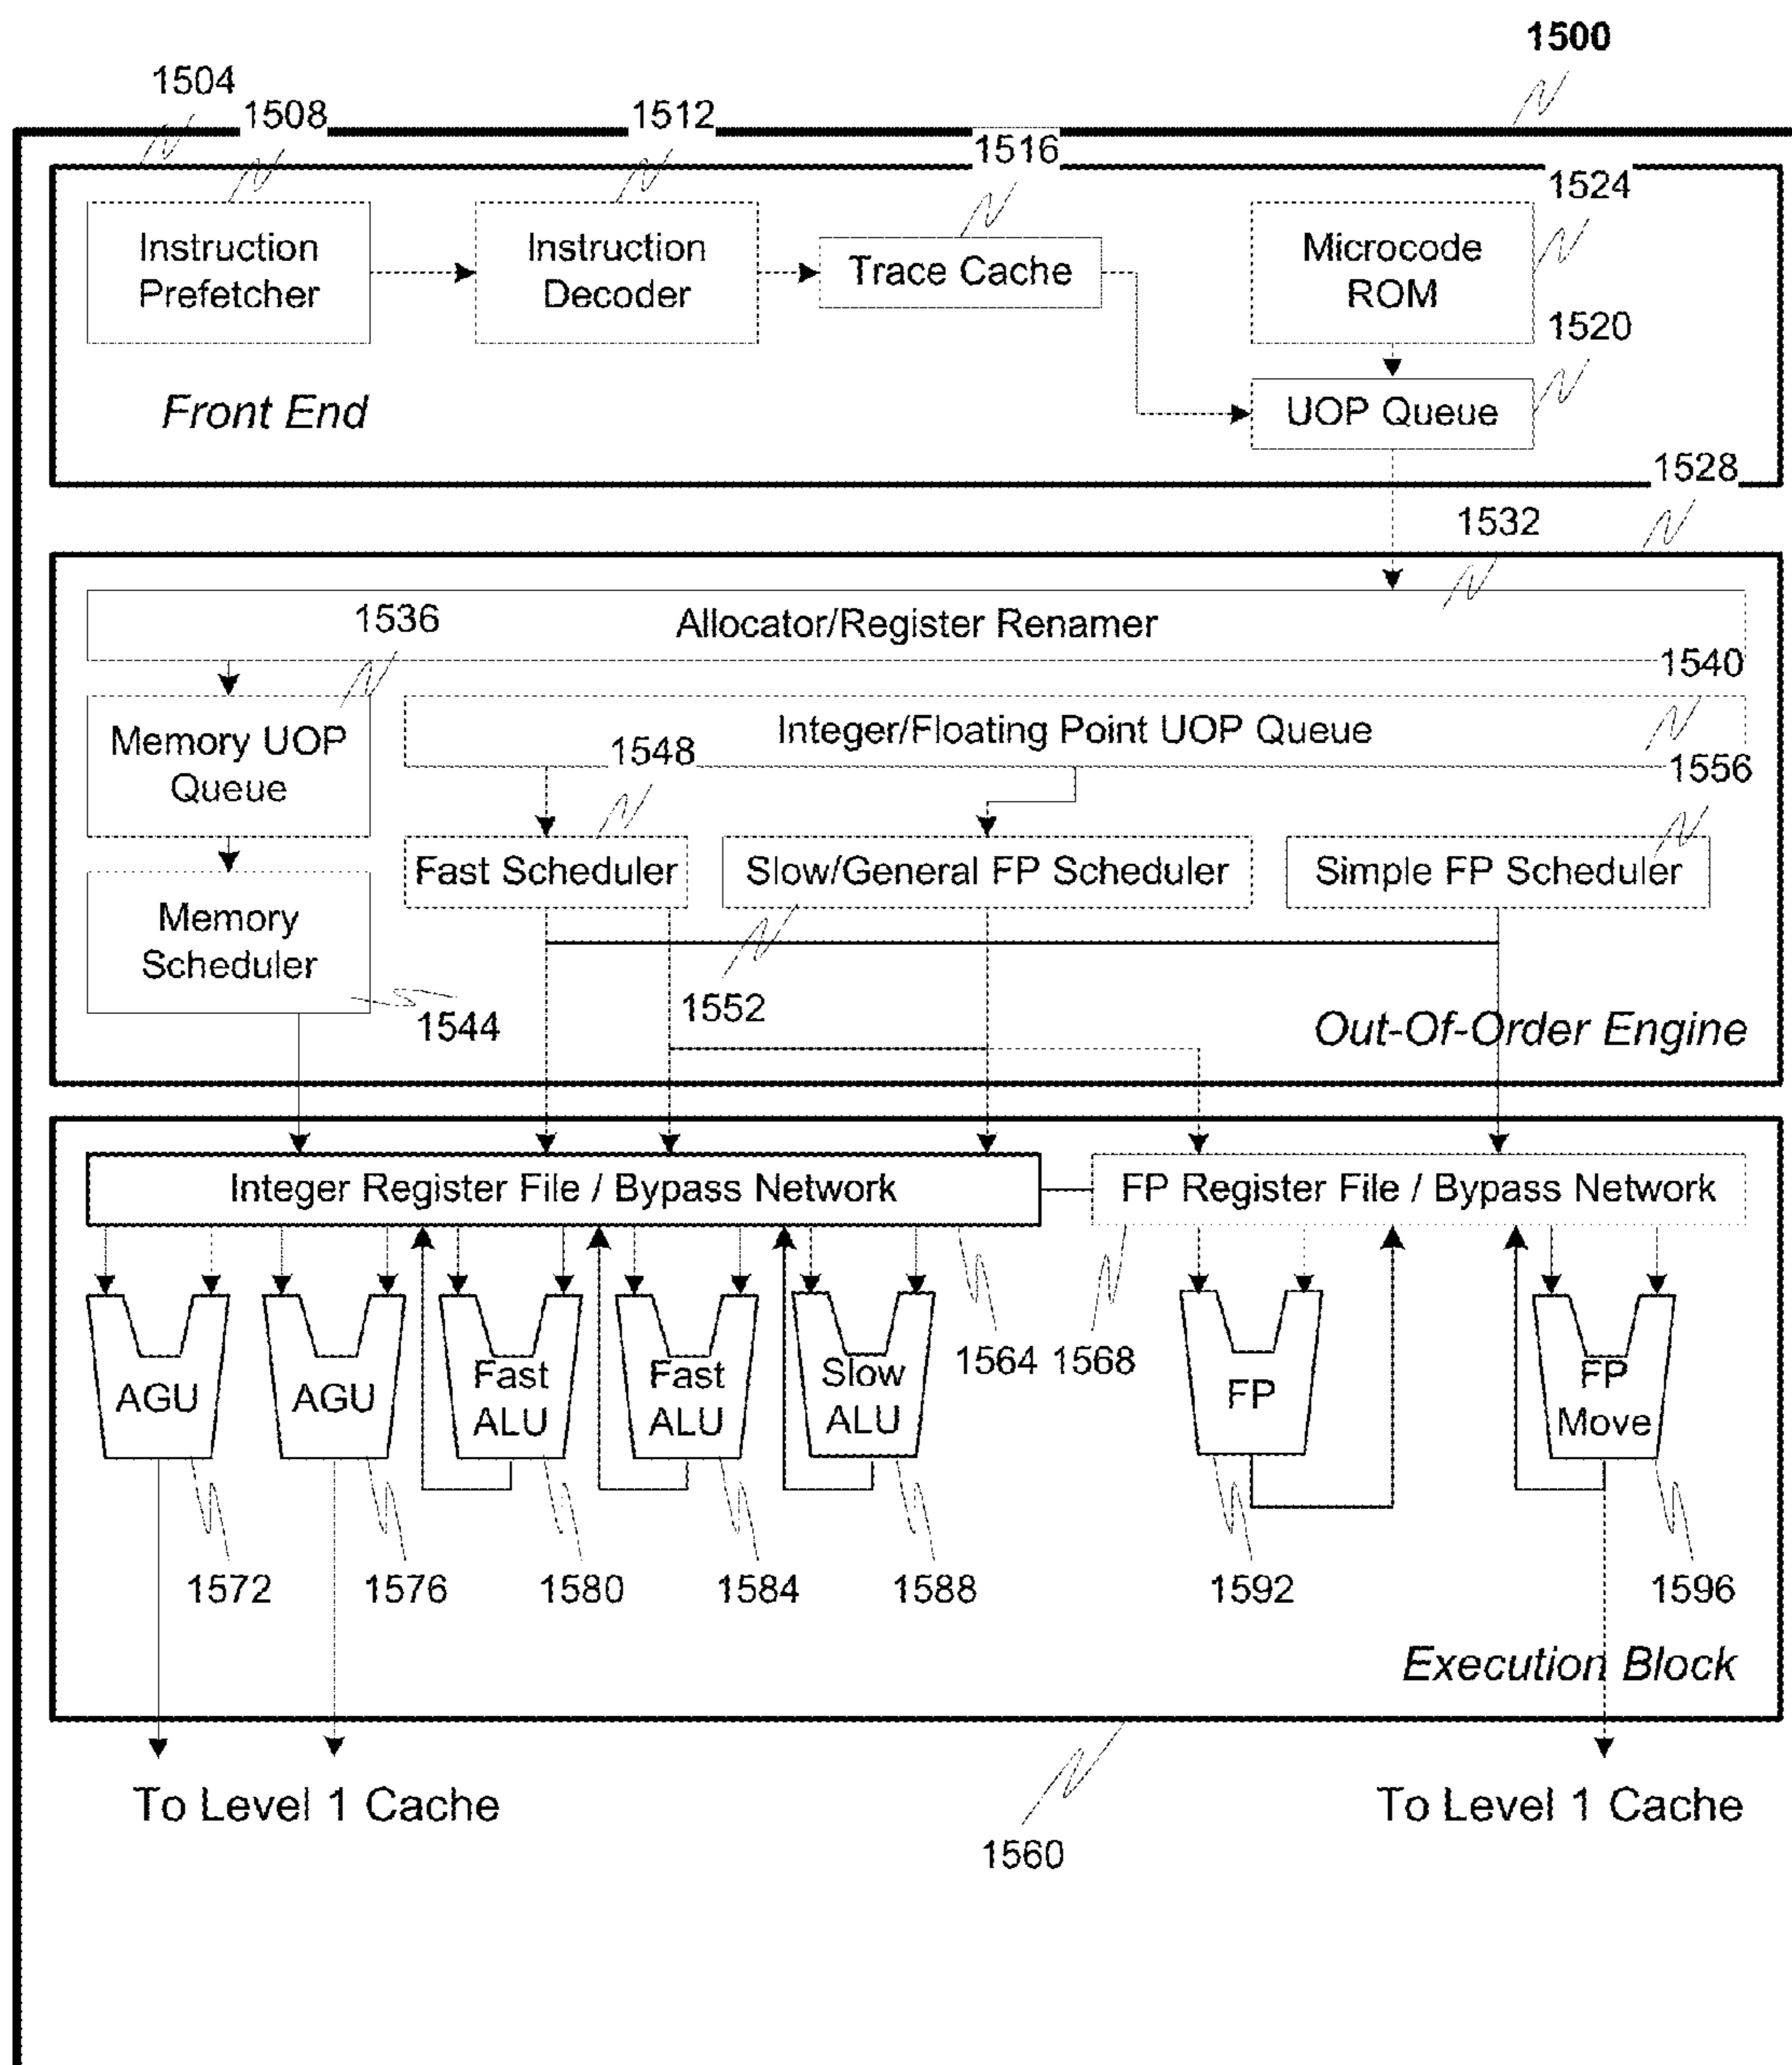 1500
1504
1508
1512
1516
1524
Instruction
Prefetcher
Instruction
Decoder
Trace Cache
Microcode
ROM
1520
UOP Queue
Front End
1528
1532
Allocator/Register Renamer
1536
1540
Memory UOP
Queue
Integer/Floating Point UOP Queue
1548
1556
Fast Scheduler
Slow/General FP Scheduler
Simple FP Scheduler
Memory
Scheduler
1552
1544
Out-Of-Order Engine
Integer Register File / Bypass Network
FP Register File / Bypass Network
AGU
AGU
Fast
ALU
Fast
ALU
Slow
ALU
1564
1568
FP
FP
Move
1572
1576
1580
1584
1588
1592
1596
Execution Block
To Level 1 Cache
To Level 1 Cache
1560